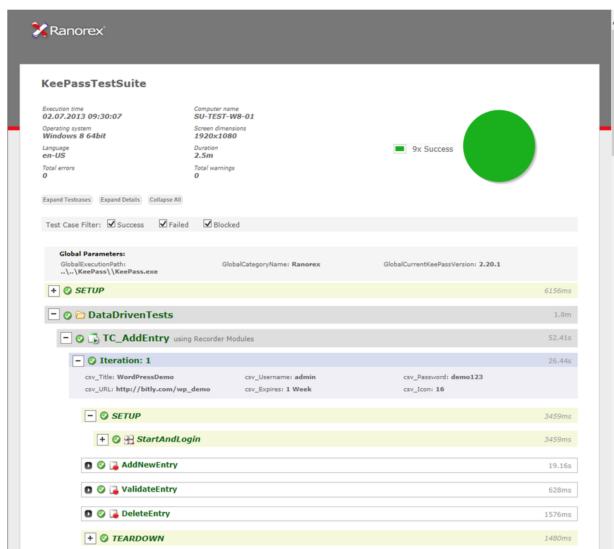 Ranorex
KeePassTestSuite
Execution time
02.07.2013 09:30:07
Computer name
SU-TEST-W8-01
Operating system
Windows 8 64bit
Screen dimensions
1920x1080
Language
en-US
Duration
2.5m
Total errors
0
Total warnings
0
9x Success
Expand Testcases Expand Details Collapse All
Test Case Filter: Success Failed Blocked
Global Parameters:
GlobalExecutionPath:
..\..\KeePass\\KeePass.exe
GlobalCategoryName: Ranorex
GlobalCurrentKeePassVersion: 2.20.1
SETUP 6156ms
DataDrivenTests 1.8m
TC_AddEntry using Recorder Modules 52.41s
Iteration: 1 26.44s
csv_Title: WordPressDemo csv_Username: admin csv_Password: demo123
csv_URL: http://bitly.com/wp_demo csv_Expires: 1 Week csv_Icon: 16
SETUP 3459ms
StartAndLogin 3459ms
AddNewEntry 19.16s
ValidateEntry 628ms
DeleteEntry 1576ms
TEARDOWN 1480ms